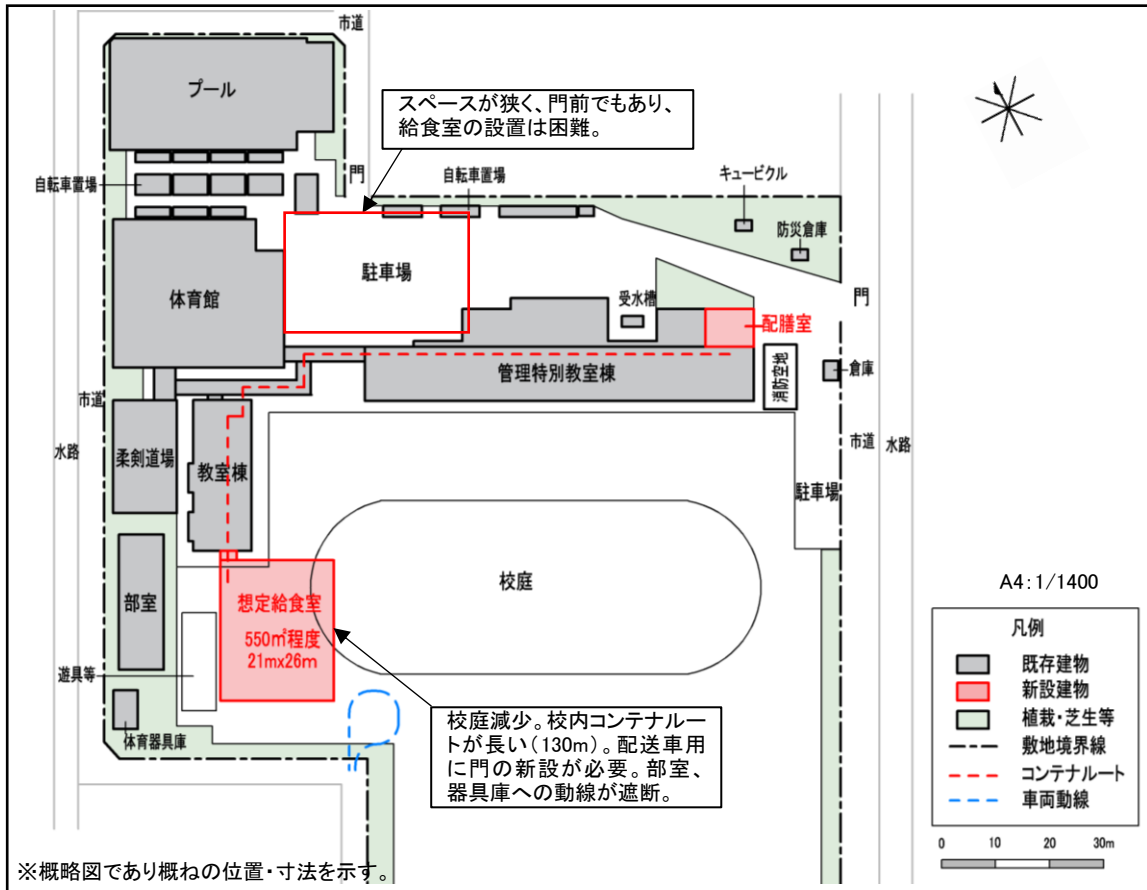 市道
プール
スペースが狭く、門前でもあり、
給食室の設置は困難。
門
自転車置場
自転車置場
キュービクル
防災倉庫
駐車場
体育館
受水槽
門
配膳室
管理特別教室棟
消防空地
倉庫
市道
水路
柔剣道場
教室棟
市道
水路
駐車場
校庭
A4:1/1400
部室
想定給食室
550㎡程度
21mx26m
遊具等
体育器具庫
校庭減少。校内コンテナルー
トが長い(130m)。配送車用
に門の新設が必要。部室、
器具庫への動線が遮断。
凡例
既存建物
新設建物
植栽・芝生等
敷地境界線
コンテナルート
車両動線
0 10 20 30m
※概略図であり概ねの位置・寸法を示す。